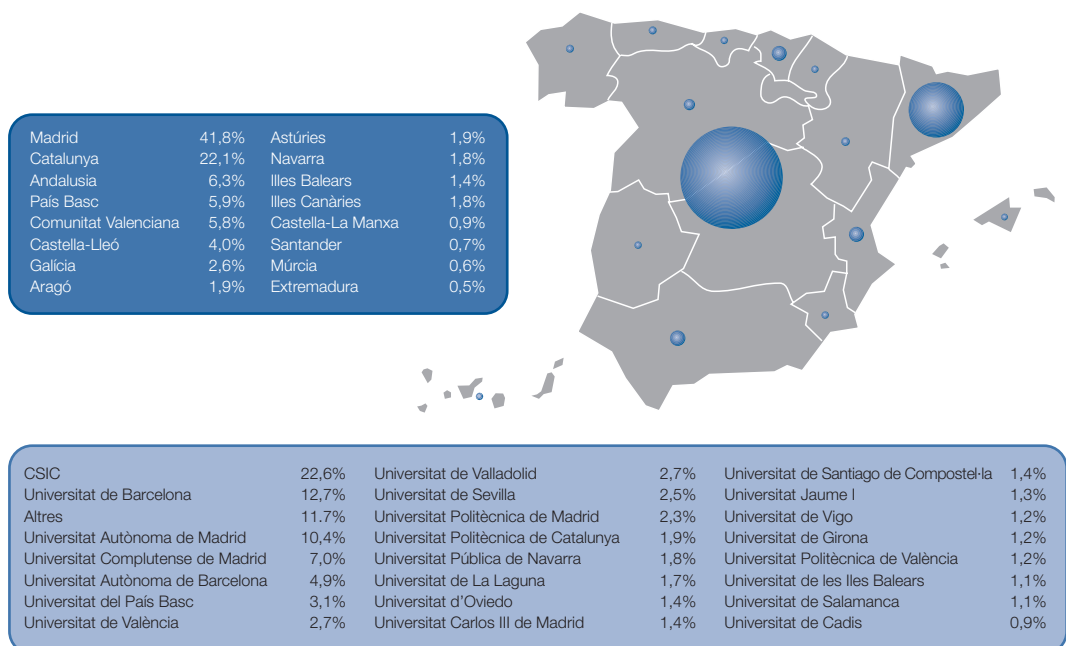 Madrid 41,8% Astúries 1,9%
Catalunya 22,1% Navarra 1,8%
Andalusia 6,3% Illes Balears 1,4%
País Basc 5,9% Illes Canàries 1,8%
Comunitat Valenciana 5,8% Castella-La Manxa 0,9%
Castella-Lleó 4,0% Santander 0,7%
Galícia 2,6% Múrcia 0,6%
Aragó 1,9% Extremadura 0,5%
CSIC 22,6% Universitat de Valladolid 2,7% Universitat de Santiago de Compostel·la 1,4%
Universitat de Barcelona 12,7% Universitat de Sevilla 2,5% Universitat Jaume I 1,3%
Altres 11.7% Universitat Politècnica de Madrid 2,3% Universitat de Vigo 1,2%
Universitat Autònoma de Madrid 10,4% Universitat Politècnica de Catalunya 1,9% Universitat de Girona 1,2%
Universitat Complutense de Madrid 7,0% Universitat Pública de Navarra 1,8% Universitat Politècnica de València 1,2%
Universitat Autònoma de Barcelona 4,9% Universitat de La Laguna 1,7% Universitat de les Iles Balears 1,1%
Universitat del País Basc 3,1% Universitat d'Oviedo 1,4% Universitat de Salamanca 1,1%
Universitat de València 2,7% Universitat Carlos III de Madrid 1,4% Universitat de Cadis 0,9%